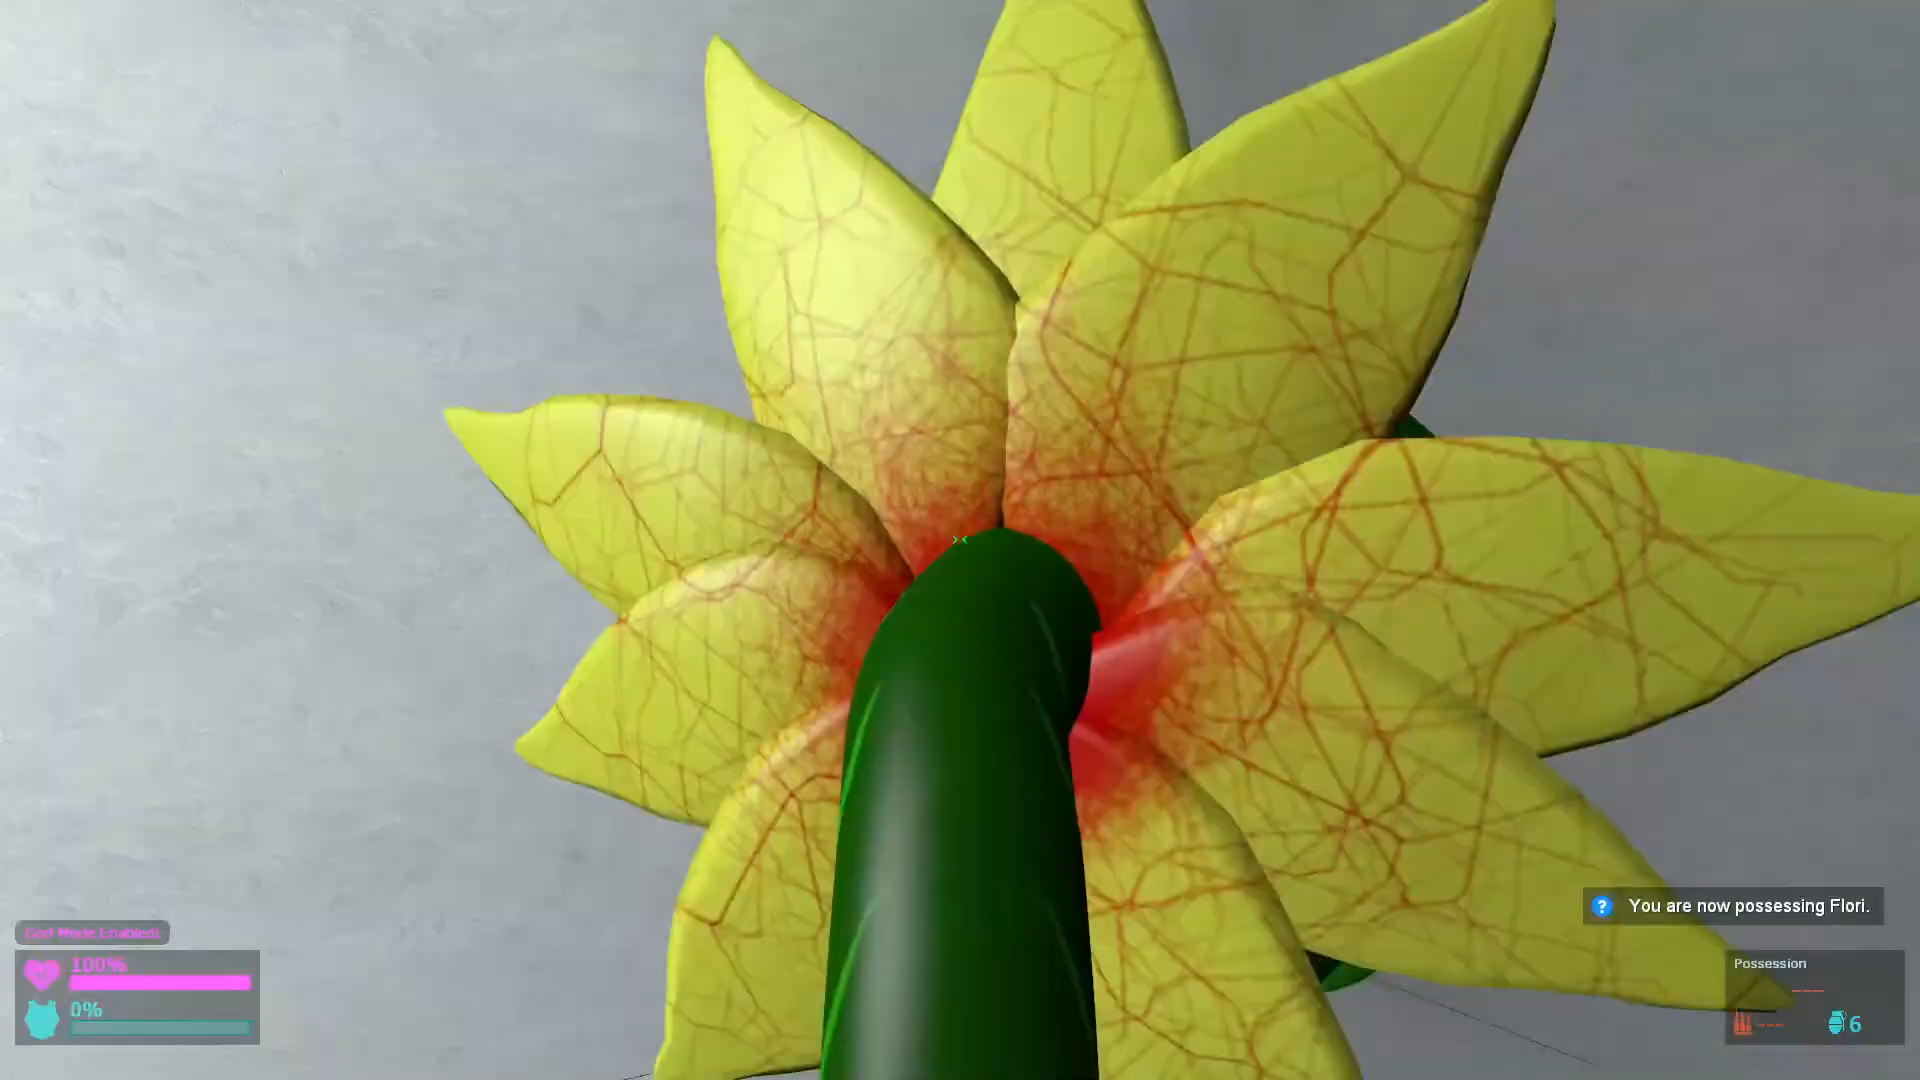 You are now possessing Flori.
God Mode Enabled!
100%
0%
Possession
---
---
6